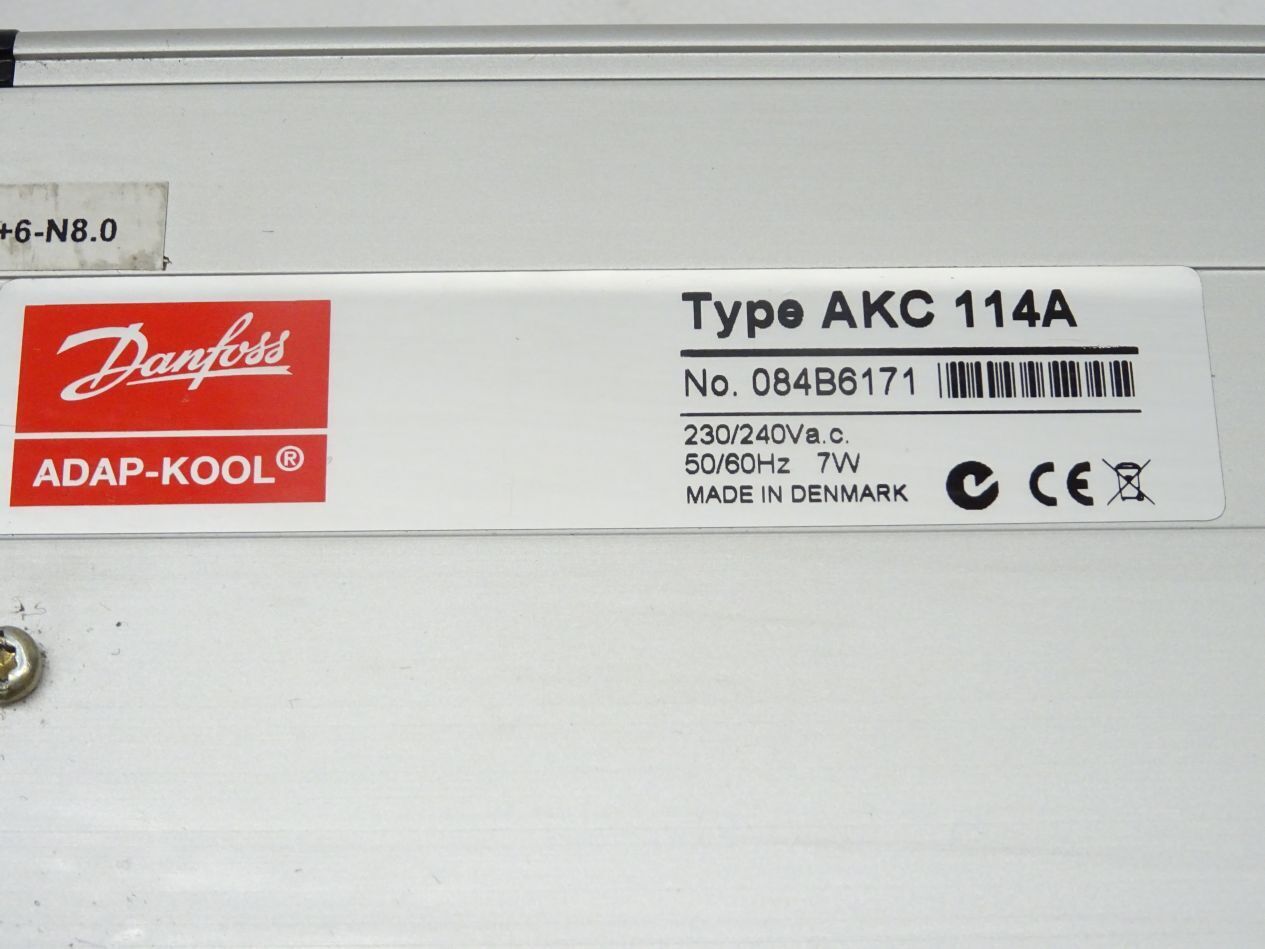 +6-N8.0
Danfoss
ADAP-KOOL®
Type AKC 114A
No. 084B6171
230/240Va.c.
50/60Hz 7W
MADE IN DENMARK
CE